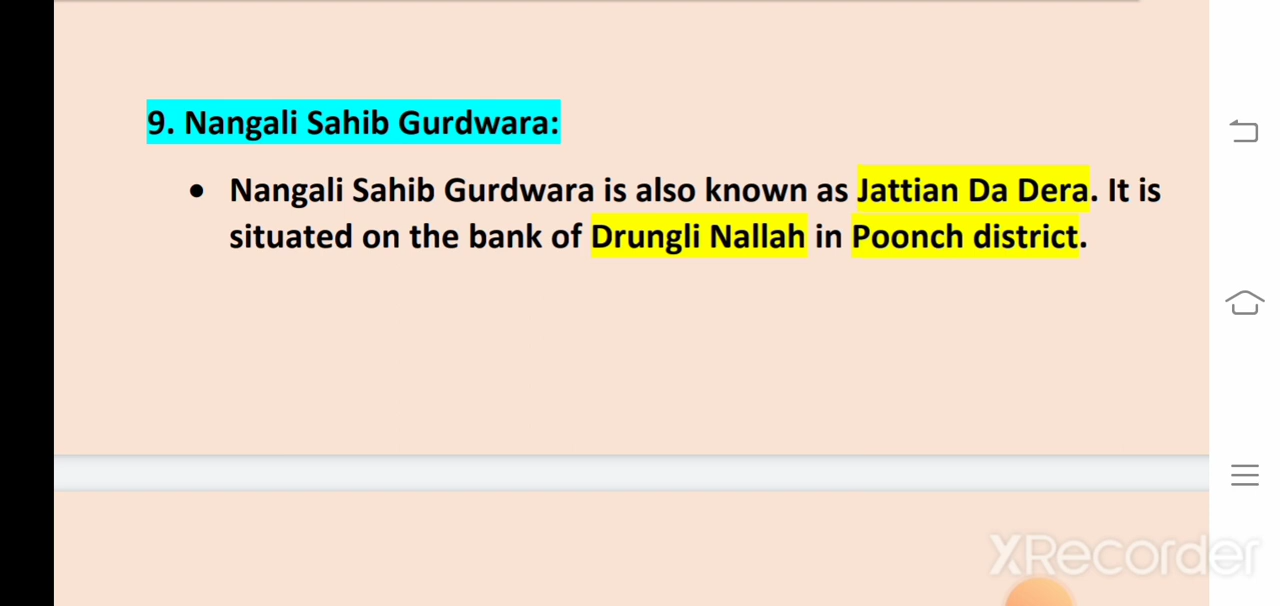 9. Nangali Sahib Gurdwara:
• Nangali Sahib Gurdwara is also known as Jattian Da Dera. It is
situated on the bank of Drungli Nallah in Poonch district.
XRecorder